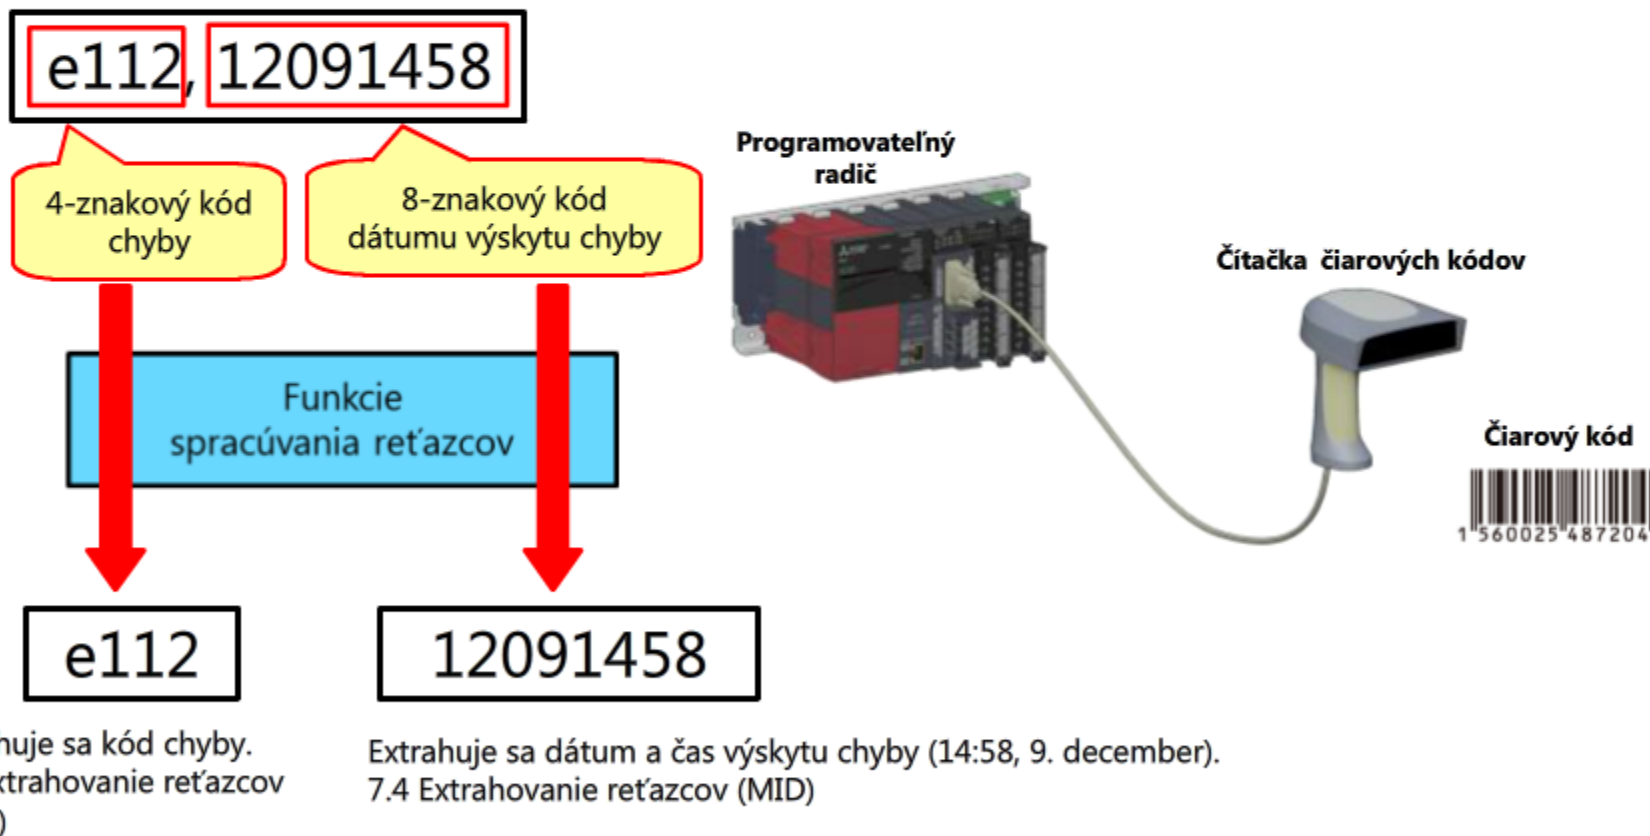 e112, 12091458
4-znakový kód
chyby
8-znakový kód
dátumu výskytu chyby
Programovateľný
radič
Čítačka čiarových kódov
Čiarový kód
1 560025 487204
Funkcie
spracúvania reťazcov
e112
12091458
huje sa kód chyby.
xtrahovanie reťazcov
)
Extrahuje sa dátum a čas výskytu chyby (14:58, 9. december).
7.4 Extrahovanie reťazcov (MID)